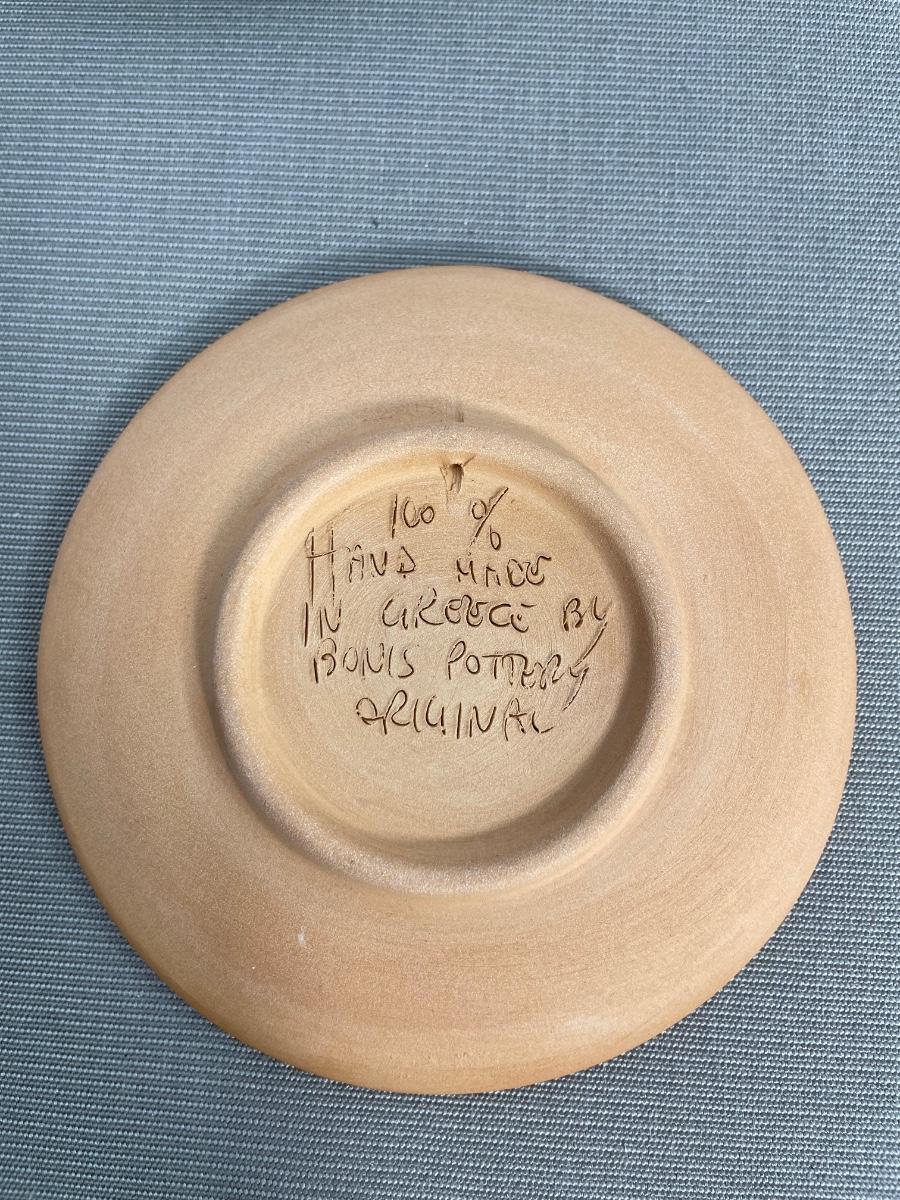 100 %
HAND MADE
IN GREECE BY
BONIS POTTERY
ORIGINAL